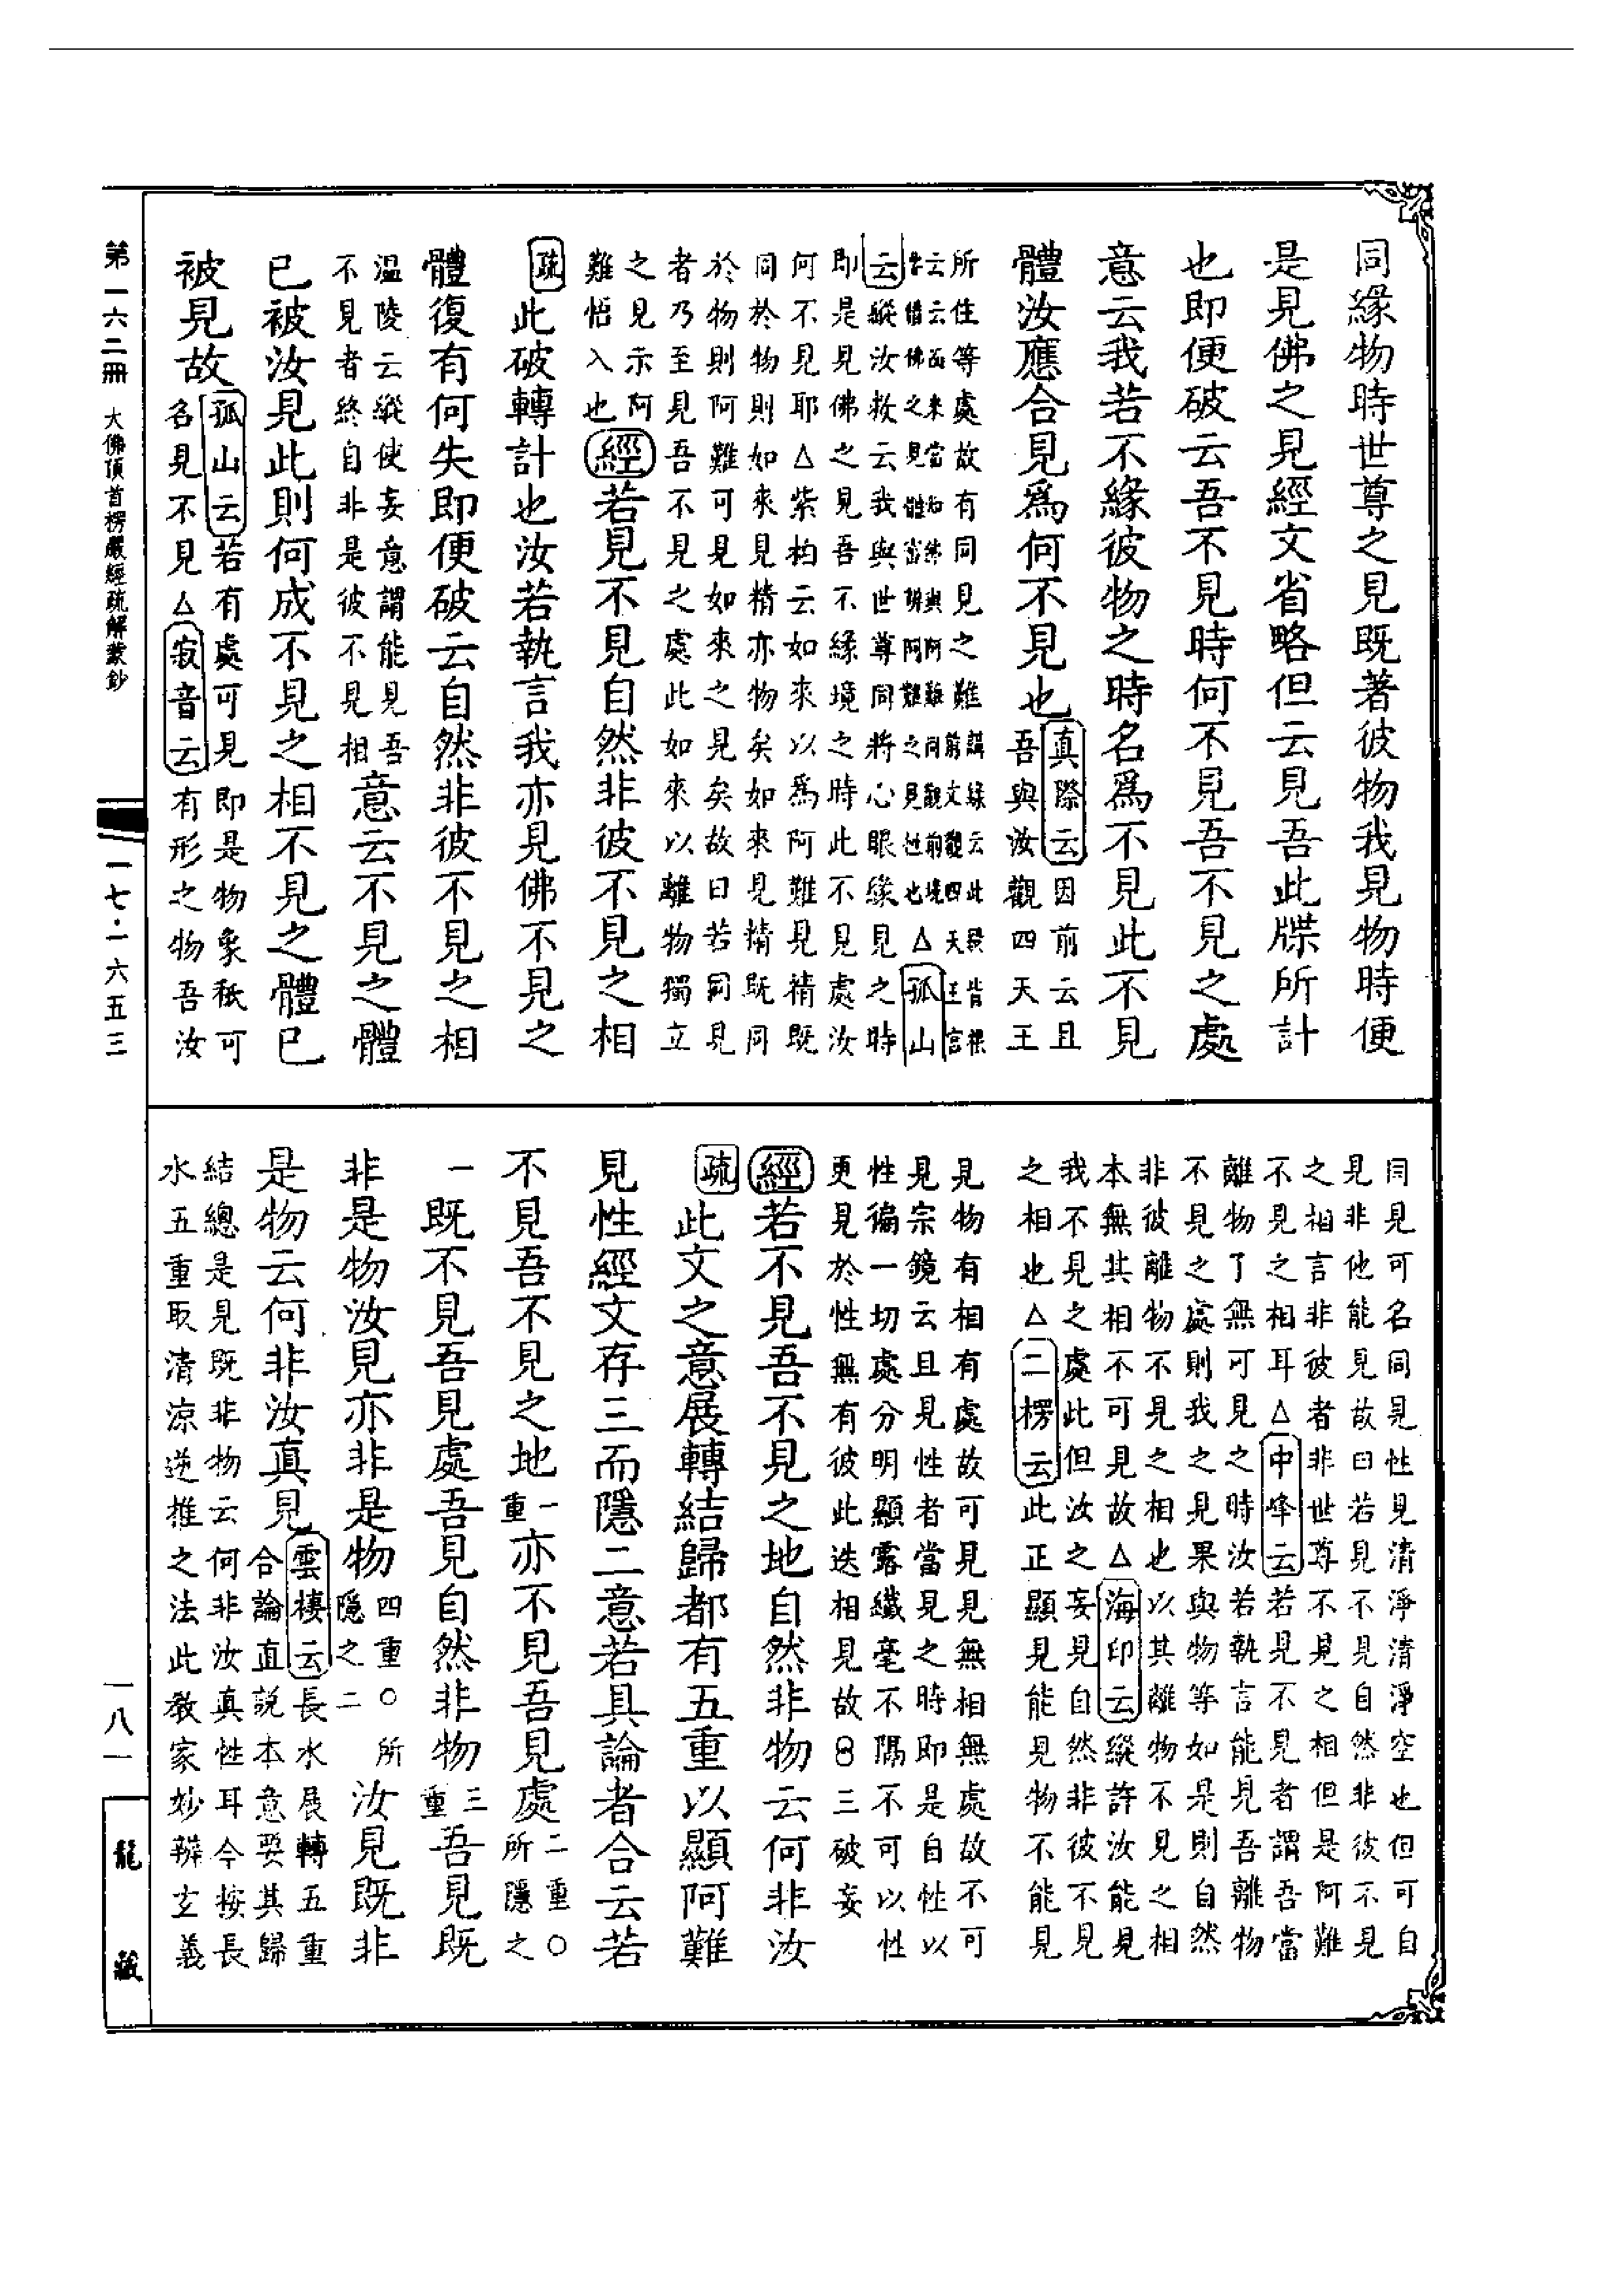 同緣物時世尊之見既著彼物我見物時便
是見佛之見經文省略但云見吾此牒所計
也即便破云吾不見時何不見吾不見之處
意云我若不緣彼物之時名爲不見此不見
體汝應合見爲何不見也
真際云因前云且
吾與汝觀四天王
所住等處故有同見之難
云縱汝救云我與世尊同將心眼緣見之時
即是見佛之見吾不緣境之時此不見處汝
何不見耶△紫柏云如來以爲阿難見精既
同於物則如來見精亦物矣如來見精既同
於物則阿難可見如來之見矣故曰若同見
者乃至見吾不見之處此如來以離物獨立
之見示阿
難悟入也
經若見不見自然非彼不見之相
疏此破轉計也汝若執言我亦見佛不見之
體復有何失即便破云自然非彼不見之相
溫陵云縱使妄意謂能見吾
不見者終自非是彼不見相
意云不見之體
已被汝見此則何成不見之相不見之體已
被見故
孤山云若有處可見即是物象秖可
名見不見△寂音云有形之物吾汝
同見可名同見性見清淨清淨空也但可自
見非他能見故曰若見不見自然非彼不見
之相言非彼者非世尊不見之相但是阿難
不見之相耳△中峰云若見不見者謂吾當
離物了無可見之時汝若執言能見吾離物
不見之處則我之見果與物等如是則自然
非彼離物不見之相也以其離物不見之相
本無其相不可見故△海印云縱許汝能見
我不見之處此但汝之妄見自然非彼不見
之相也△二楞云此正顯見能見物不能見
見物有相有處故可見見無相無處故不可
見宗鏡云且見性者當見之時即是自性以
性徧一切處分明顯露纖毫不隔不可以性
更見於性無有彼此迭相見故○三破妄
經若不見吾不見之地自然非物云何非汝
疏此文之意展轉結歸都有五重以顯阿難
見性經文存三而隱二意若具論者合云若
不見吾不見之地一重亦不見吾見處二重○所隱之
一既不見吾見處吾見自然非物三重吾見既
非是物汝見亦非是物四重○所隱之二汝見既非
是物云何非汝真見
雲棲云長水展轉五重
合論直說本意娶其歸
結總是見既非物云何非汝真性耳今按長
水五重取清涼逆推之法此教家妙辨玄義
第一六二冊 大佛頂首楞嚴經疏解蒙鈔
一七·一六五三
一八一
龍藏